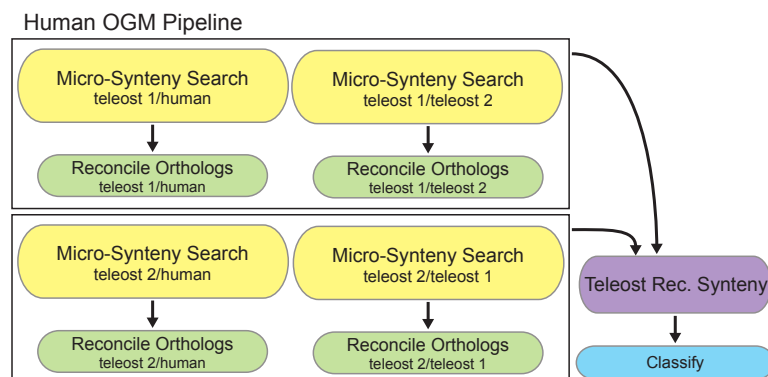 Human OGM Pipeline
Micro-Synteny Search
teleost 1/human
Micro-Synteny Search
teleost 1/teleost 2
Reconcile Orthologs
teleost 1/human
Reconcile Orthologs
teleost 1/teleost 2
Micro-Synteny Search
teleost 2/human
Micro-Synteny Search
teleost 2/teleost 1
Teleost Rec. Synteny
Reconcile Orthologs
teleost 2/human
Reconcile Orthologs
teleost 2/teleost 1
Classify